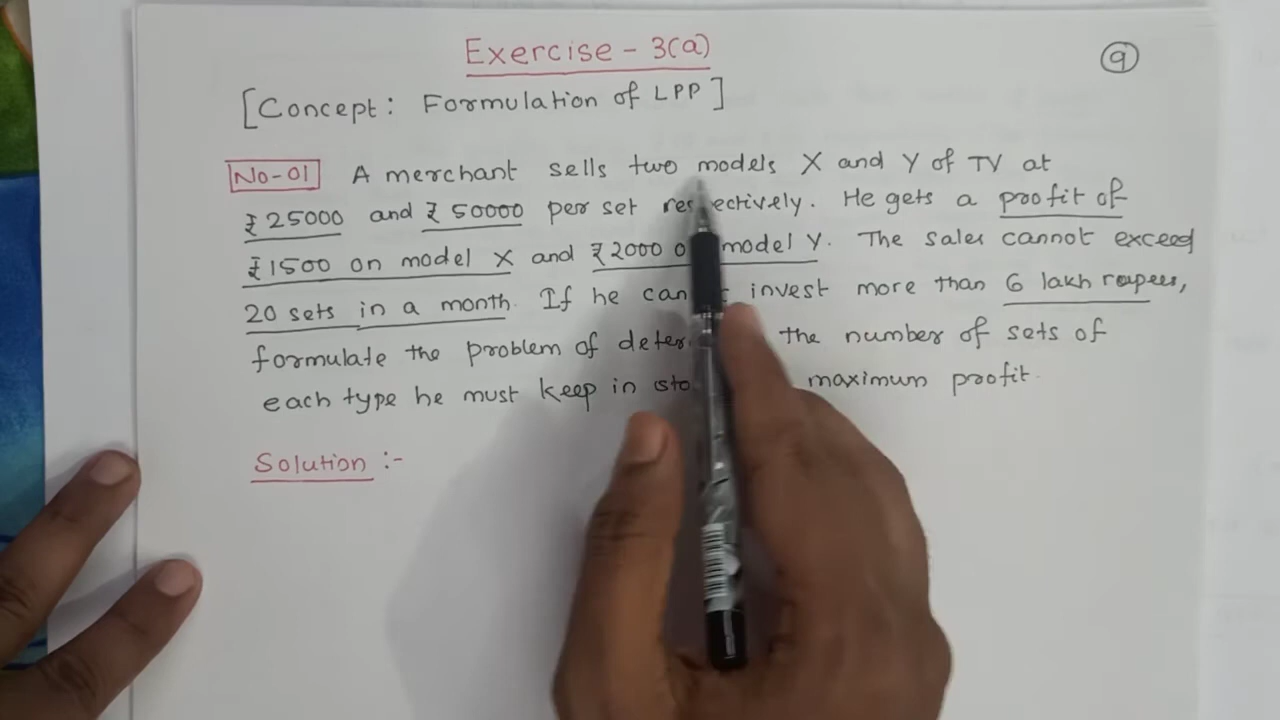 Exercise - 3(a)
9
[Concept: Formulation of LPP]
No-01 A merchant sells two models X and Y of TV at
₹25000 and ₹50000 per set respectively. He gets a profit of
₹1500 on model X and ₹2000 model Y. The sales cannot exceed
20 sets in a month. If he invest more than 6 lakh rupees,
formulate the problem of the number of sets of
each type he must keep in maximum profit.
Solution :-